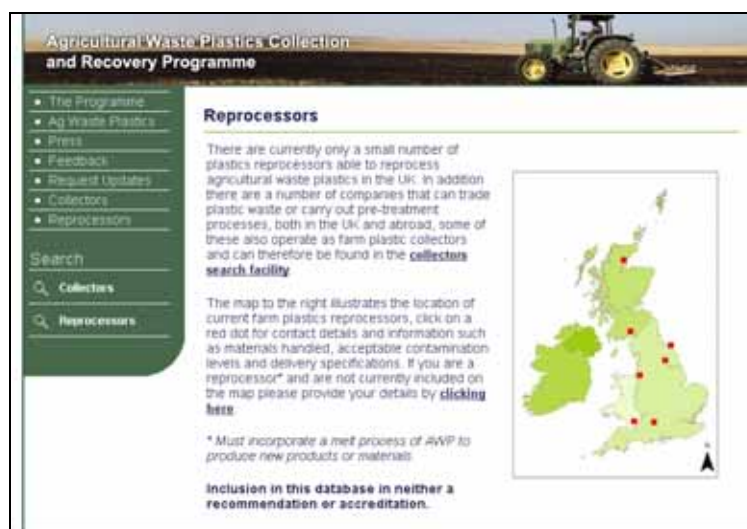 Agricultural Waste Plastics Collection
and Recovery Programme
The Programme
Ag Waste Plastics
Press
Feedback
Request Updates
Collectors
Reprocessors
Search
Collectors
Reprocessors
Reprocessors
There are currently only a small number of
plastics reprocessors able to reprocess
agricultural waste plastics in the UK. In addition
there are a number of companies that can trade
plastic waste or carry out pre-treatment
processes, both in the UK and abroad, some of
these also operate as farm plastic collectors
and can therefore be found in the collectors
search facility.
The map to the right illustrates the location of
current farm plastics reprocessors, click on a
red dot for contact details and information such
as materials handled, acceptable contamination
levels and delivery specifications. If you are a
reprocessor* and are not currently included on
the map please provide your details by clicking
here.
* Must incorporate a melt process of AWP to
produce new products or materials
Inclusion in this database in neither a
recommendation or accreditation.